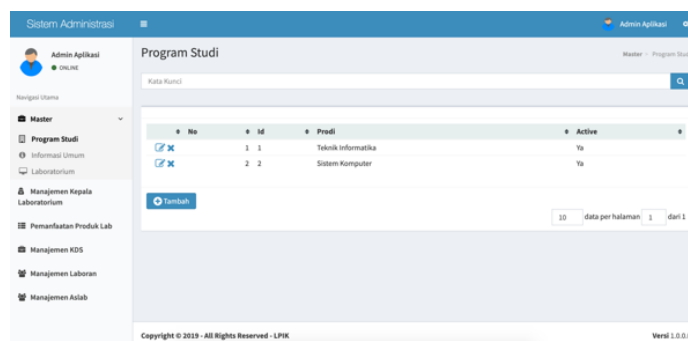 Sistem Administrasi
Admin Aplikasi
Admin Aplikasi
ONLINE
Navigasi Utama
Master
Program Studi
Informasi Umum
Laboratorium
Manajemen Kepala
Laboratorium
Pemanfaatan Produk Lab
Manajemen KDS
Manajemen Laboran
Manajemen Aslab
Program Studi
Master > Program Stud
Kata Kunci
No Id Prodi Active
1 1 Teknik Informatika Ya
2 2 Sistem Komputer Ya
Tambah
10 data per halaman 1 dari 1
Copyright © 2019 - All Rights Reserved - LPIK
Versi 1.0.0.